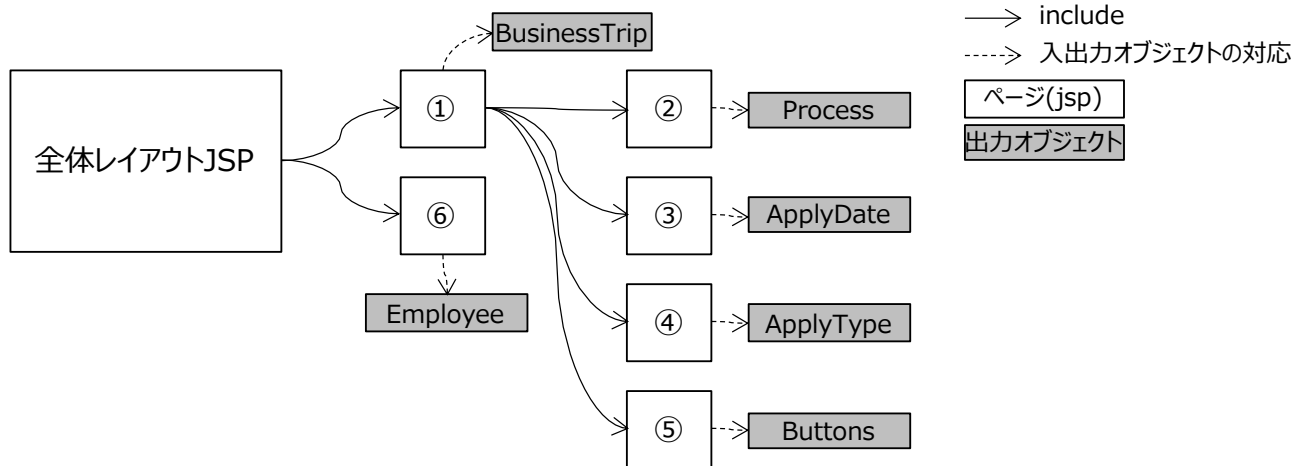 include
BusinessTrip
入出力オブジェクトの対応
全体レイアウトJSP
①
②
Process
ページ(jsp)
出力オブジェクト
⑥
③
ApplyDate
Employee
④
ApplyType
⑤
Buttons